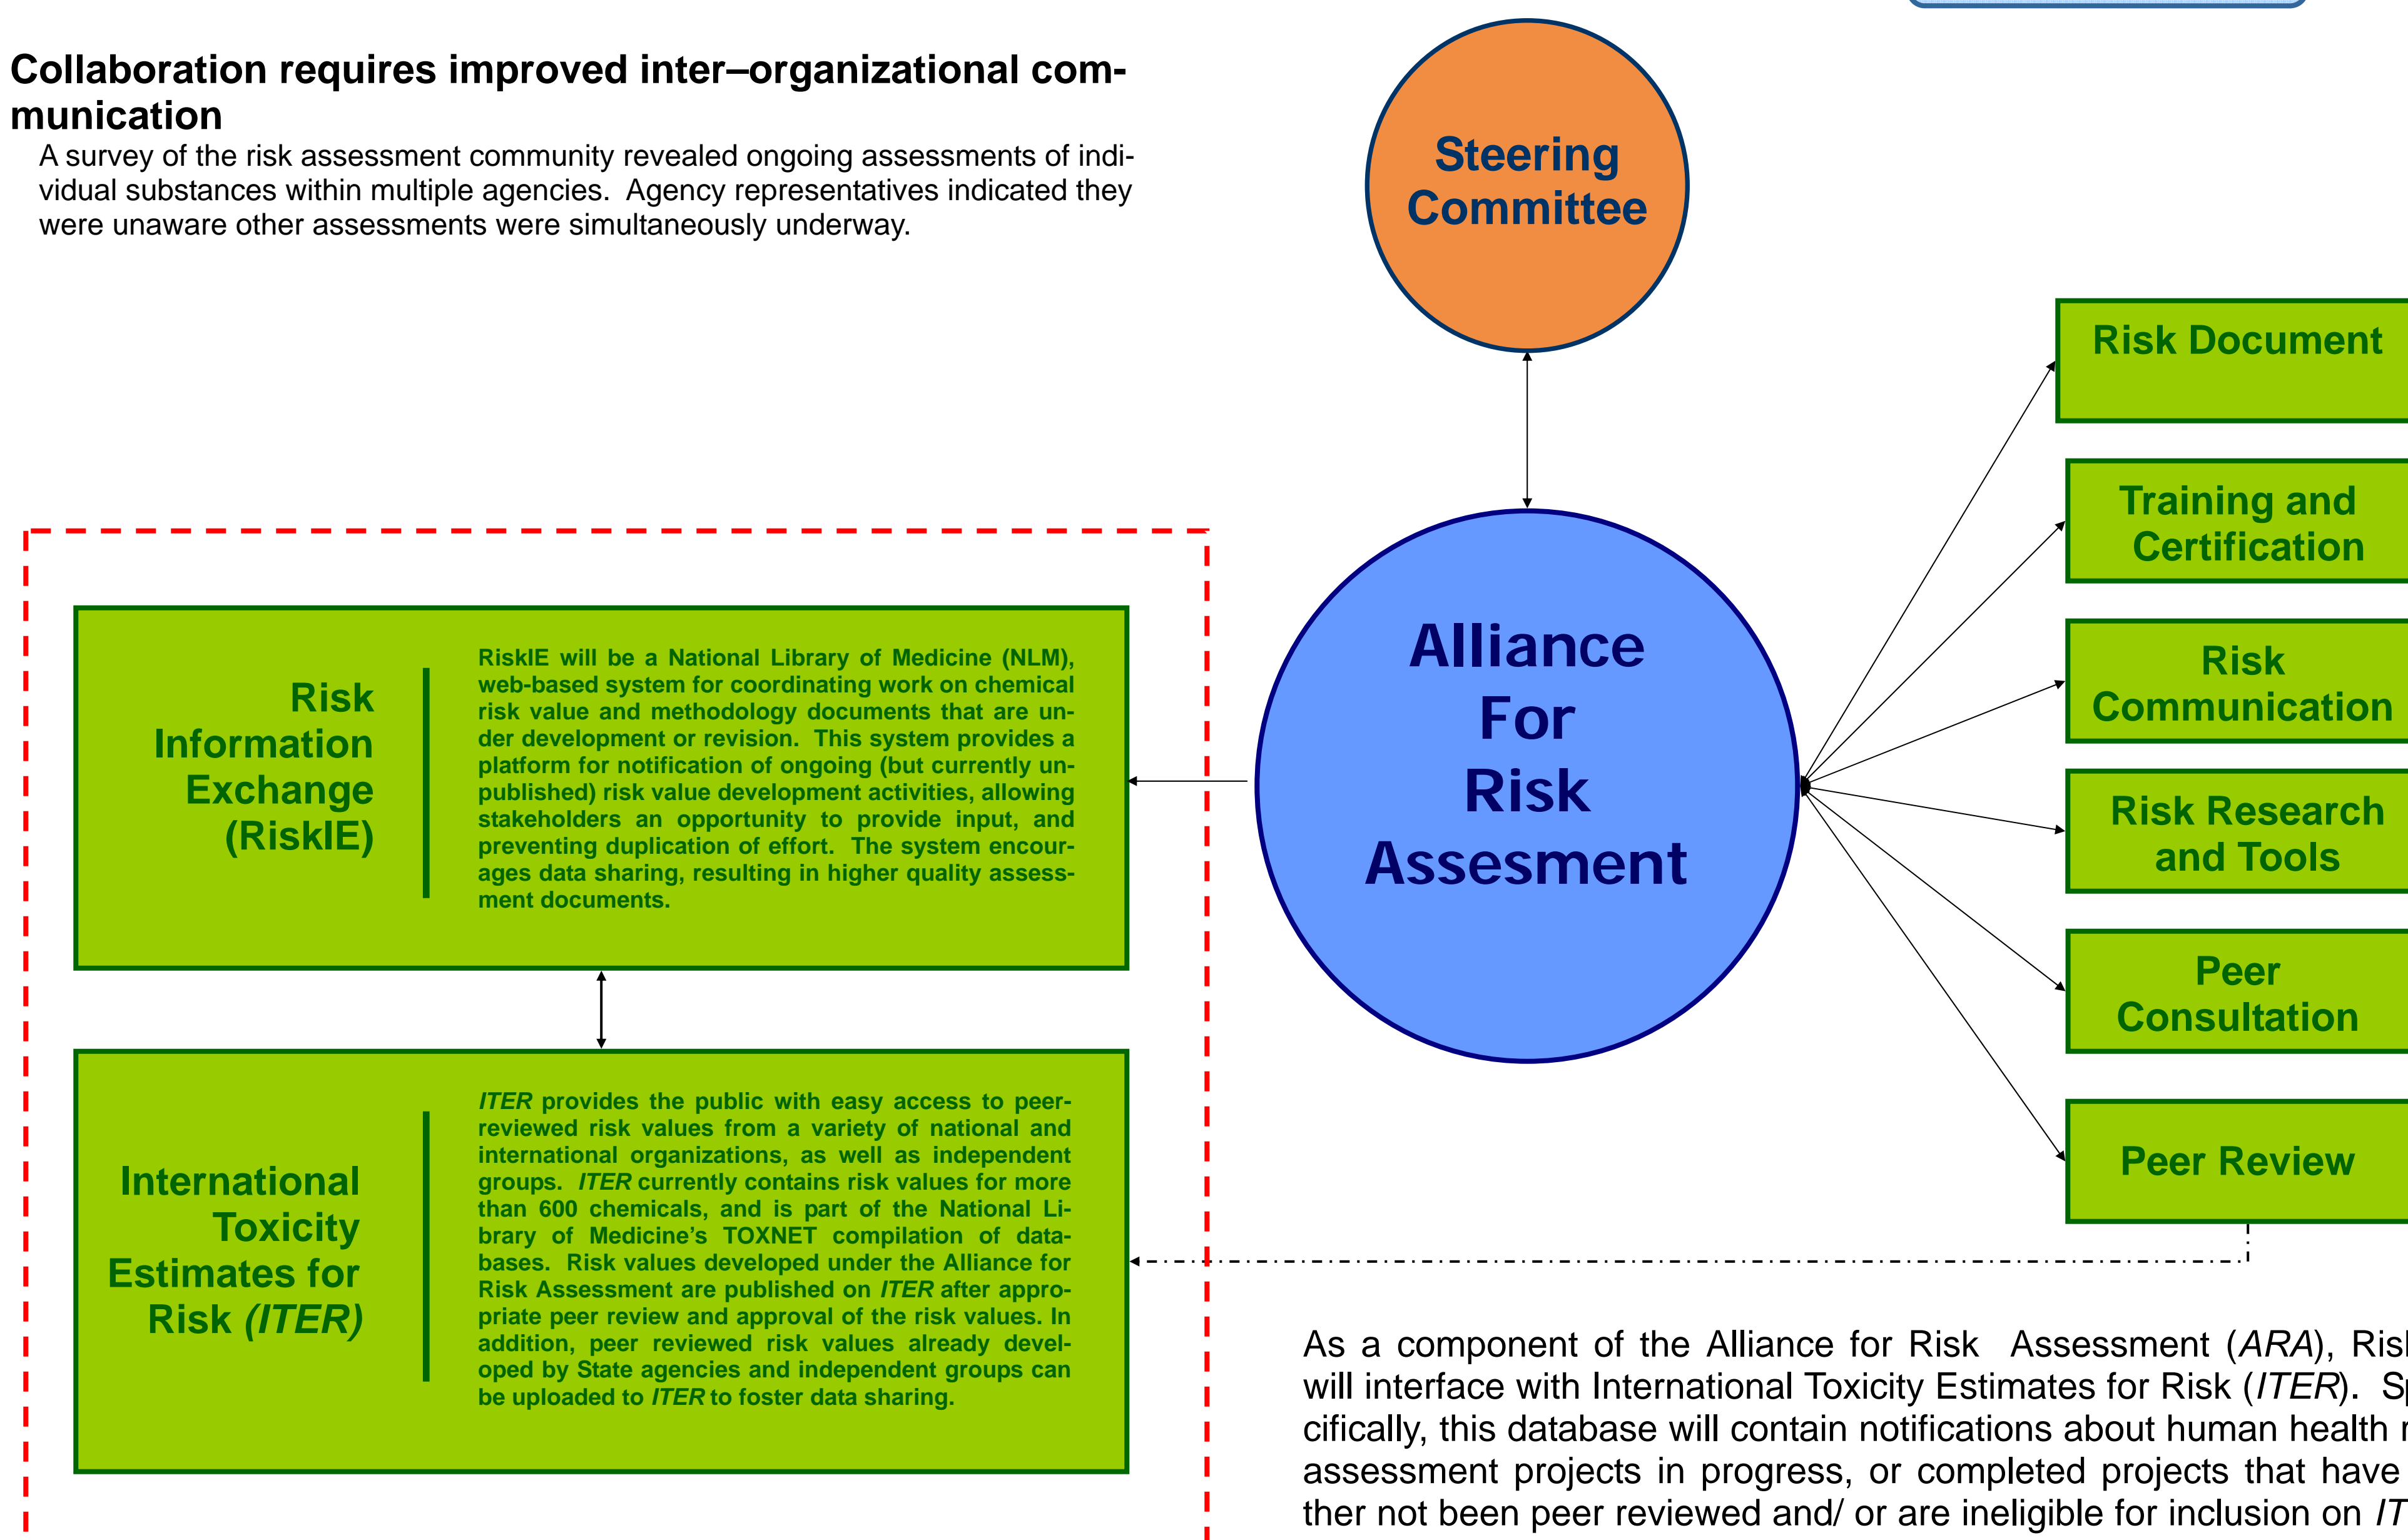 Collaboration requires improved inter–organizational com-
munication
A survey of the risk assessment community revealed ongoing assessments of indi-
vidual substances within multiple agencies. Agency representatives indicated they
were unaware other assessments were simultaneously underway.
Steering
Committee
Alliance
For
Risk
Assesment
Risk
Information
Exchange
(RiskIE)
RiskIE will be a National Library of Medicine (NLM),
web-based system for coordinating work on chemical
risk value and methodology documents that are un-
der development or revision. This system provides a
platform for notification of ongoing (but currently un-
published) risk value development activities, allowing
stakeholders an opportunity to provide input, and
preventing duplication of effort. The system encour-
ages data sharing, resulting in higher quality assess-
ment documents.
International
Toxicity
Estimates for
Risk (ITER)
ITER provides the public with easy access to peer-
reviewed risk values from a variety of national and
international organizations, as well as independent
groups. ITER currently contains risk values for more
than 600 chemicals, and is part of the National Li-
brary of Medicine's TOXNET compilation of data-
bases. Risk values developed under the Alliance for
Risk Assessment are published on ITER after appro-
priate peer review and approval of the risk values. In
addition, peer reviewed risk values already devel-
oped by State agencies and independent groups can
be uploaded to ITER to foster data sharing.
Risk Document
Training and
Certification
Risk
Communication
Risk Research
and Tools
Peer
Consultation
Peer Review
As a component of the Alliance for Risk Assessment (ARA),
will interface with International Toxicity Estimates for Risk (ITER).
cifically, this database will contain notifications about human health
assessment projects in progress, or completed projects that have
ther not been peer reviewed and/ or are ineligible for inclusion on